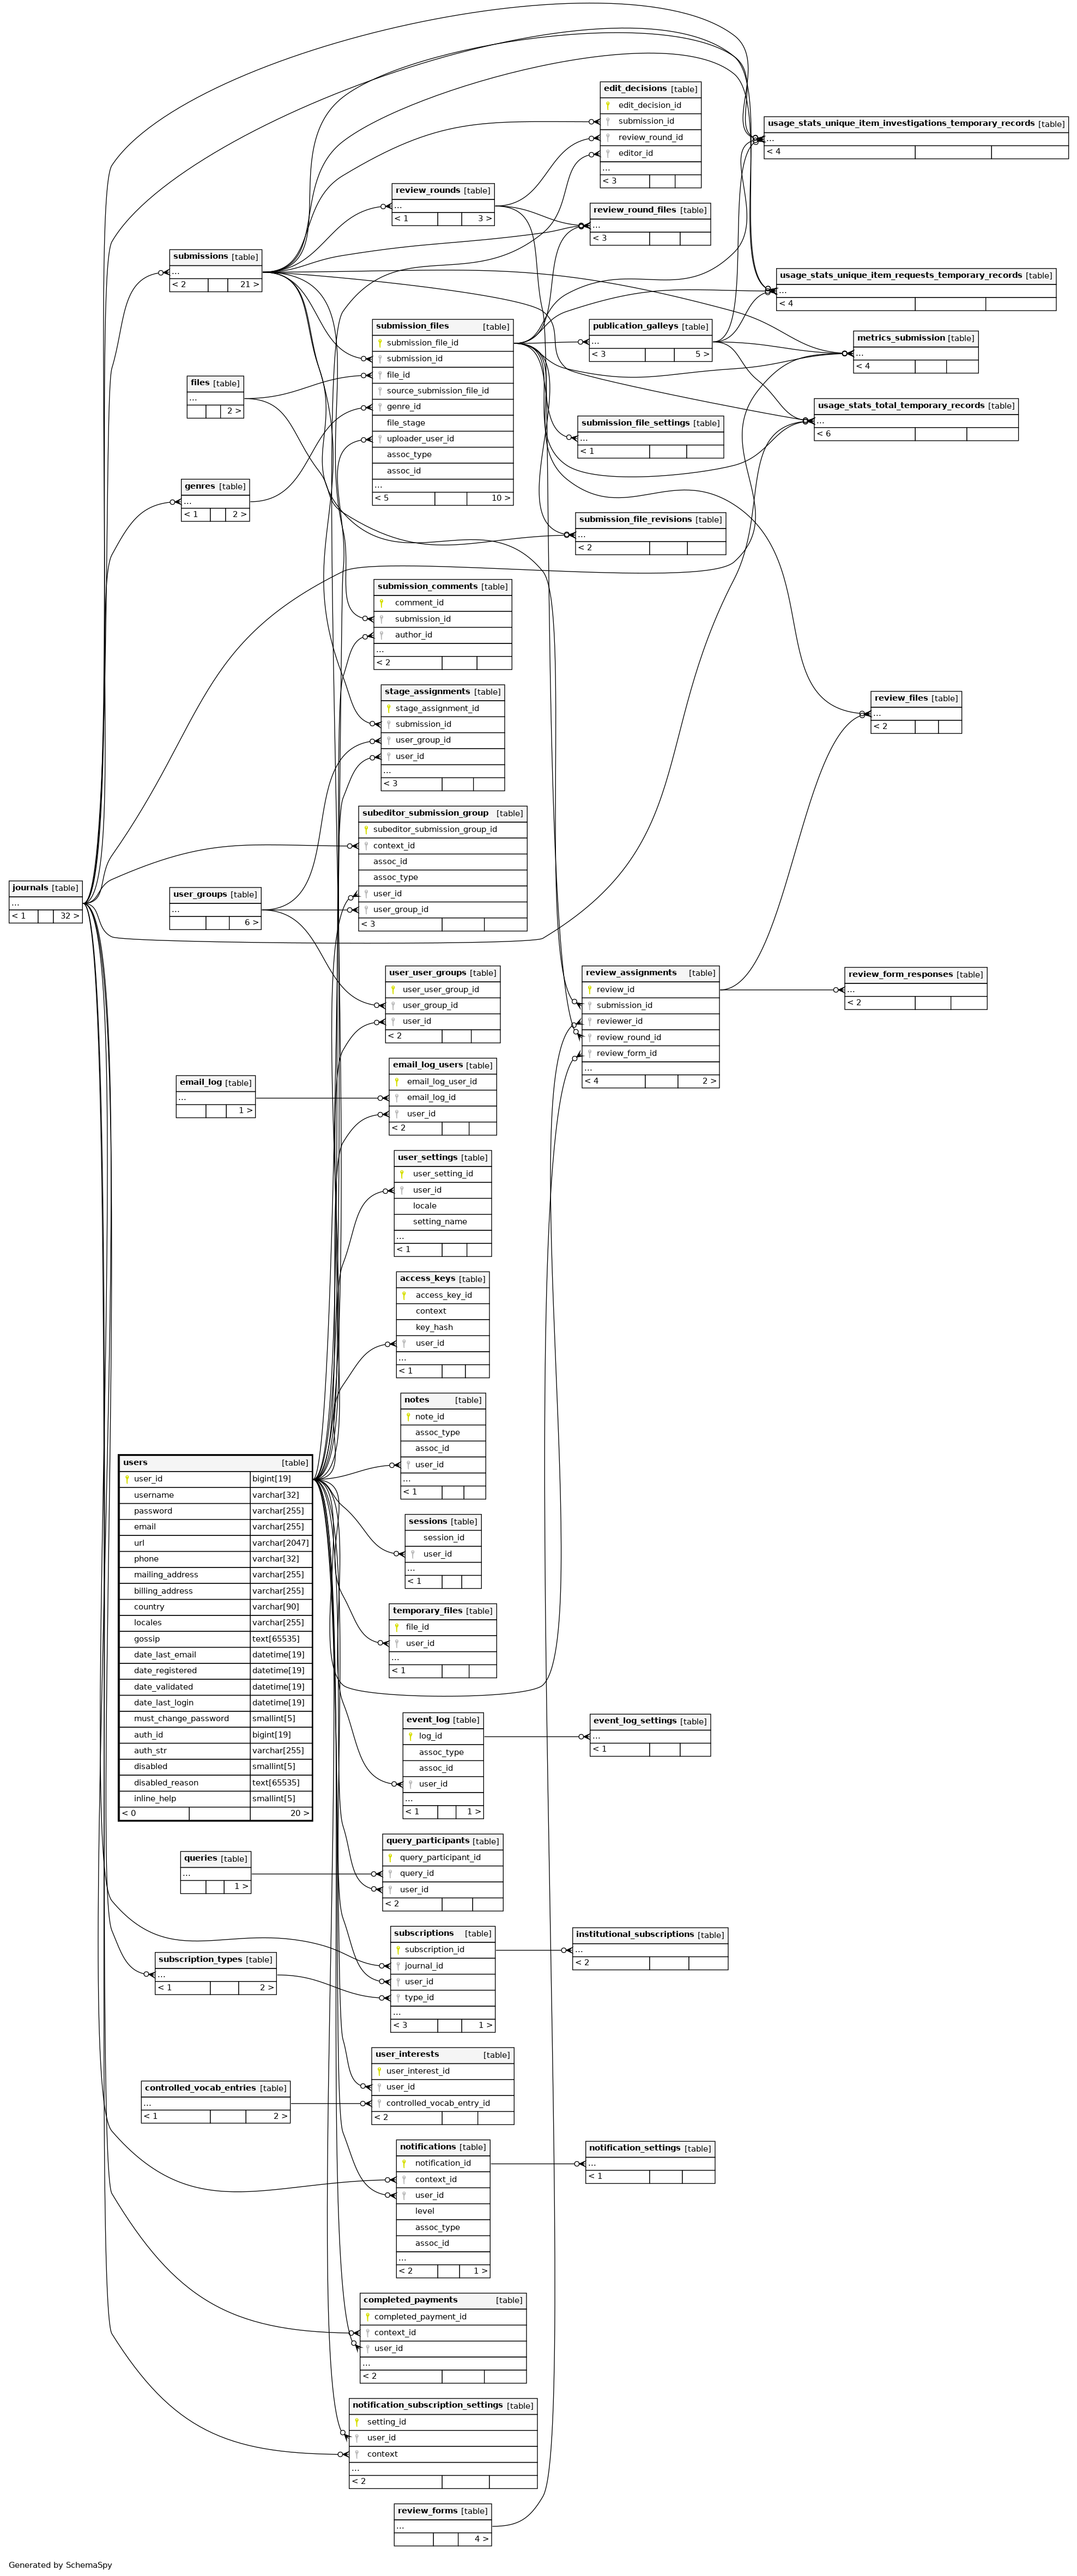 edit_decisions [table]
edit_decision_id
submission_id
review_round_id
editor_id
...
< 3
usage_stats_unique_item_investigations_temporary_records [table]
...
< 4
review_rounds [table]
...
< 1 3 >
review_round_files [table]
...
< 3
submissions [table]
...
< 2 21 >
usage_stats_unique_item_requests_temporary_records [table]
...
< 4
submission_files [table]
submission_file_id
submission_id
file_id
source_submission_file_id
genre_id
file_stage
uploader_user_id
assoc_type
assoc_id
...
< 5 10 >
publication_galleys [table]
...
< 3 5 >
metrics_submission [table]
...
< 4
files [table]
...
2 >
usage_stats_total_temporary_records [table]
...
< 6
submission_file_settings [table]
...
< 1
genres [table]
...
< 1 2 >
submission_file_revisions [table]
...
< 2
submission_comments [table]
comment_id
submission_id
author_id
...
< 2
stage_assignments [table]
stage_assignment_id
submission_id
user_group_id
user_id
...
< 3
review_files [table]
...
< 2
subeditor_submission_group [table]
subeditor_submission_group_id
context_id
assoc_id
assoc_type
user_id
user_group_id
< 3
journals [table]
...
< 1 32 >
user_groups [table]
...
6 >
user_user_groups [table]
user_user_group_id
user_group_id
user_id
< 2
review_assignments [table]
review_id
submission_id
reviewer_id
review_round_id
review_form_id
...
< 4 2 >
review_form_responses [table]
...
< 2
email_log_users [table]
email_log_user_id
email_log_id
user_id
< 2
email_log [table]
...
1 >
user_settings [table]
user_setting_id
user_id
locale
setting_name
...
< 1
access_keys [table]
access_key_id
context
key_hash
user_id
...
< 1
notes [table]
note_id
assoc_type
assoc_id
user_id
...
< 1
users [table]
user_id bigint[19]
username varchar[32]
password varchar[255]
email varchar[255]
url varchar[2047]
phone varchar[32]
mailing_address varchar[255]
billing_address varchar[255]
country varchar[90]
locales varchar[255]
gossip text[65535]
date_last_email datetime[19]
date_registered datetime[19]
date_validated datetime[19]
date_last_login datetime[19]
must_change_password smallint[5]
auth_id bigint[19]
auth_str varchar[255]
disabled smallint[5]
disabled_reason text[65535]
inline_help smallint[5]
< 0 20 >
sessions [table]
session_id
user_id
...
< 1
temporary_files [table]
file_id
user_id
...
< 1
event_log [table]
log_id
assoc_type
assoc_id
user_id
...
< 1 1 >
event_log_settings [table]
...
< 1
query_participants [table]
query_participant_id
query_id
user_id
< 2
queries [table]
...
1 >
subscriptions [table]
subscription_id
journal_id
user_id
type_id
...
< 3 1 >
institutional_subscriptions [table]
...
< 2
subscription_types [table]
...
< 1 2 >
user_interests [table]
user_interest_id
user_id
controlled_vocab_entry_id
< 2
controlled_vocab_entries [table]
...
< 1 2 >
notifications [table]
notification_id
context_id
user_id
level
assoc_type
assoc_id
...
< 2 1 >
notification_settings [table]
...
< 1
completed_payments [table]
completed_payment_id
context_id
user_id
...
< 2
notification_subscription_settings [table]
setting_id
user_id
context
...
< 2
review_forms [table]
...
4 >
Generated by SchemaSpy